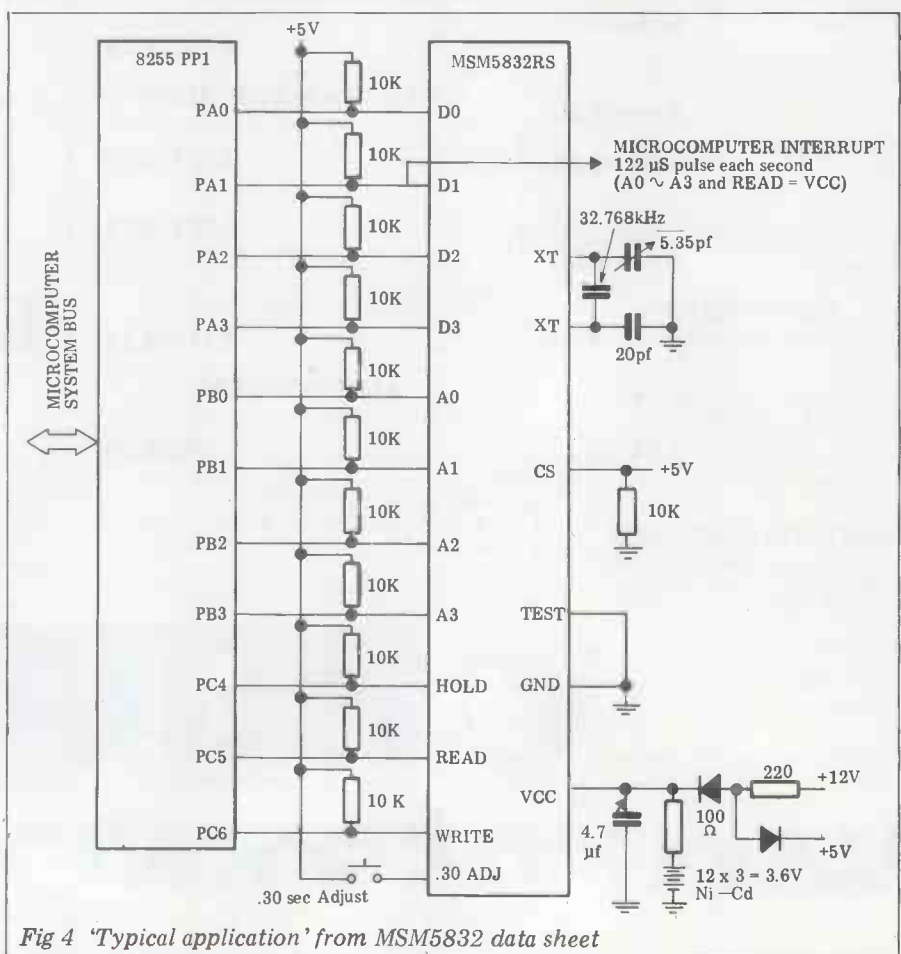 +5V
8255 PP1
MSM5832RS
PA0
10K
D0
MICROCOMPUTER INTERRUPT
122 µS pulse each second
(A0 ∿ A3 and READ = VCC)
PA1
10K
D1
32.768kHz
5.35pf
PA2
10K
D2
XT
PA3
10K
D3
XT
20pf
MICROCOMPUTER
SYSTEM BUS
PB0
10K
A0
PB1
10K
A1
CS
+5V
10K
PB2
10K
A2
PB3
10K
A3
TEST
PC4
10K
HOLD
GND
PC5
10K
READ
VCC
220
+12V
PC6
10 K
WRITE
4.7
µf
100
Ω
+5V
.30 sec Adjust
.30 ADJ
12 x 3 = 3.6V
Ni –Cd
Fig 4 ‘Typical application’ from MSM5832 data sheet